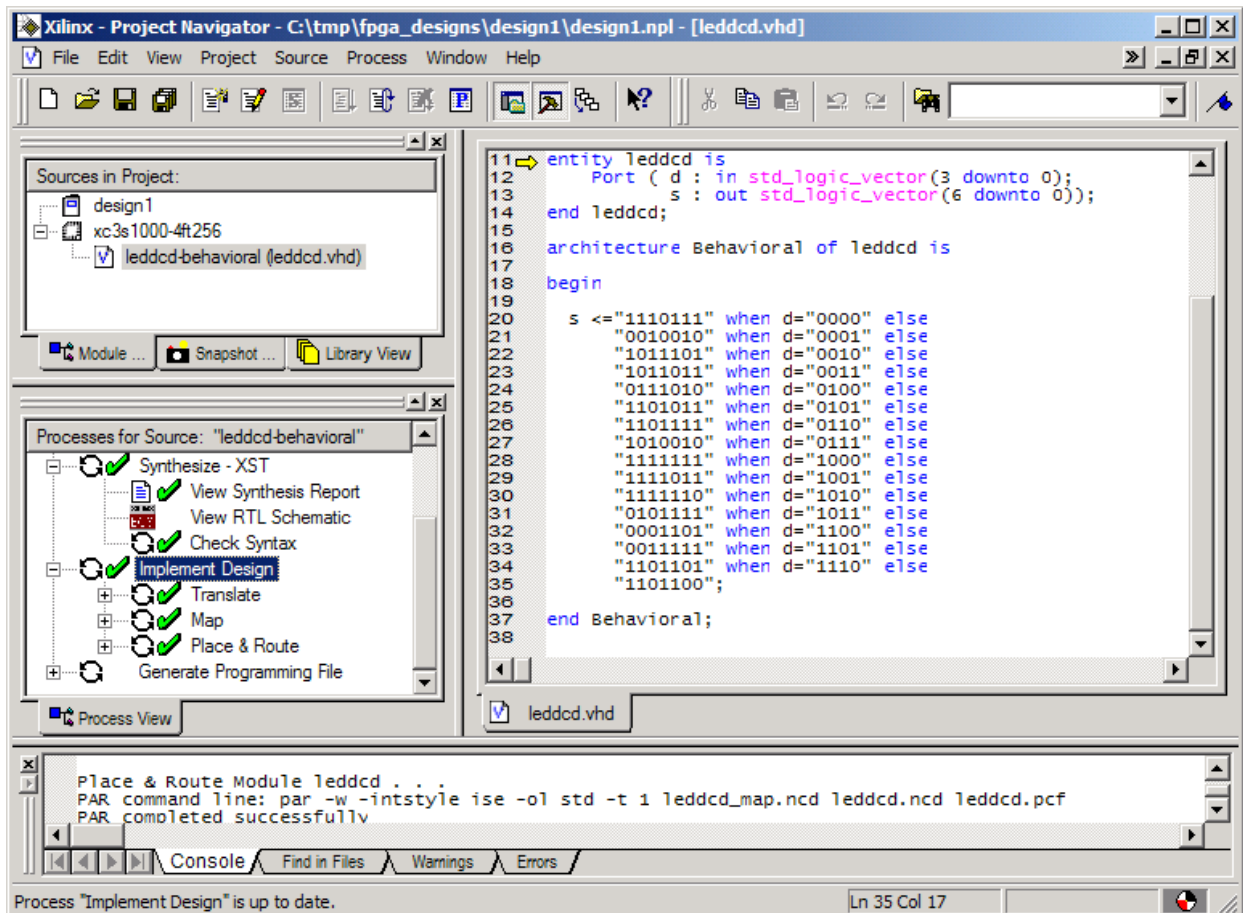 Xilinx - Project Navigator - C:\tmp\fpga_designs\design1\design1.npl - [leddcd.vhd]
File Edit View Project Source Process Window Help
Sources in Project:
design1
xc3s1000-4ft256
leddcd-behavioral (leddcd.vhd)
Module ... Snapshot ... Library View
Processes for Source: "leddcd-behavioral"
Synthesize - XST
View Synthesis Report
View RTL Schematic
Check Syntax
Implement Design
Translate
Map
Place & Route
Generate Programming File
Process View
11 entity leddcd is
12 Port ( d : in std_logic_vector(3 downto 0);
13 s : out std_logic_vector(6 downto 0));
14 end leddcd;
15
16 architecture Behavioral of leddcd is
17
18 begin
19
20 s <="1110111" when d="0000" else
21 "0010010" when d="0001" else
22 "1011101" when d="0010" else
23 "1011011" when d="0011" else
24 "0111010" when d="0100" else
25 "1101011" when d="0101" else
26 "1101111" when d="0110" else
27 "1010010" when d="0111" else
28 "1111111" when d="1000" else
29 "1111011" when d="1001" else
30 "1111110" when d="1010" else
31 "0101111" when d="1011" else
32 "0001101" when d="1100" else
33 "0011111" when d="1101" else
34 "1101101" when d="1110" else
35 "1101100";
36
37 end Behavioral;
38
leddcd.vhd
Place & Route Module leddcd . . .
PAR command line: par -w -intstyle ise -ol std -t 1 leddcd_map.ncd leddcd.ncd leddcd.pcf
PAR completed successfully
Console Find in Files Warnings Errors
Process "Implement Design" is up to date. Ln 35 Col 17